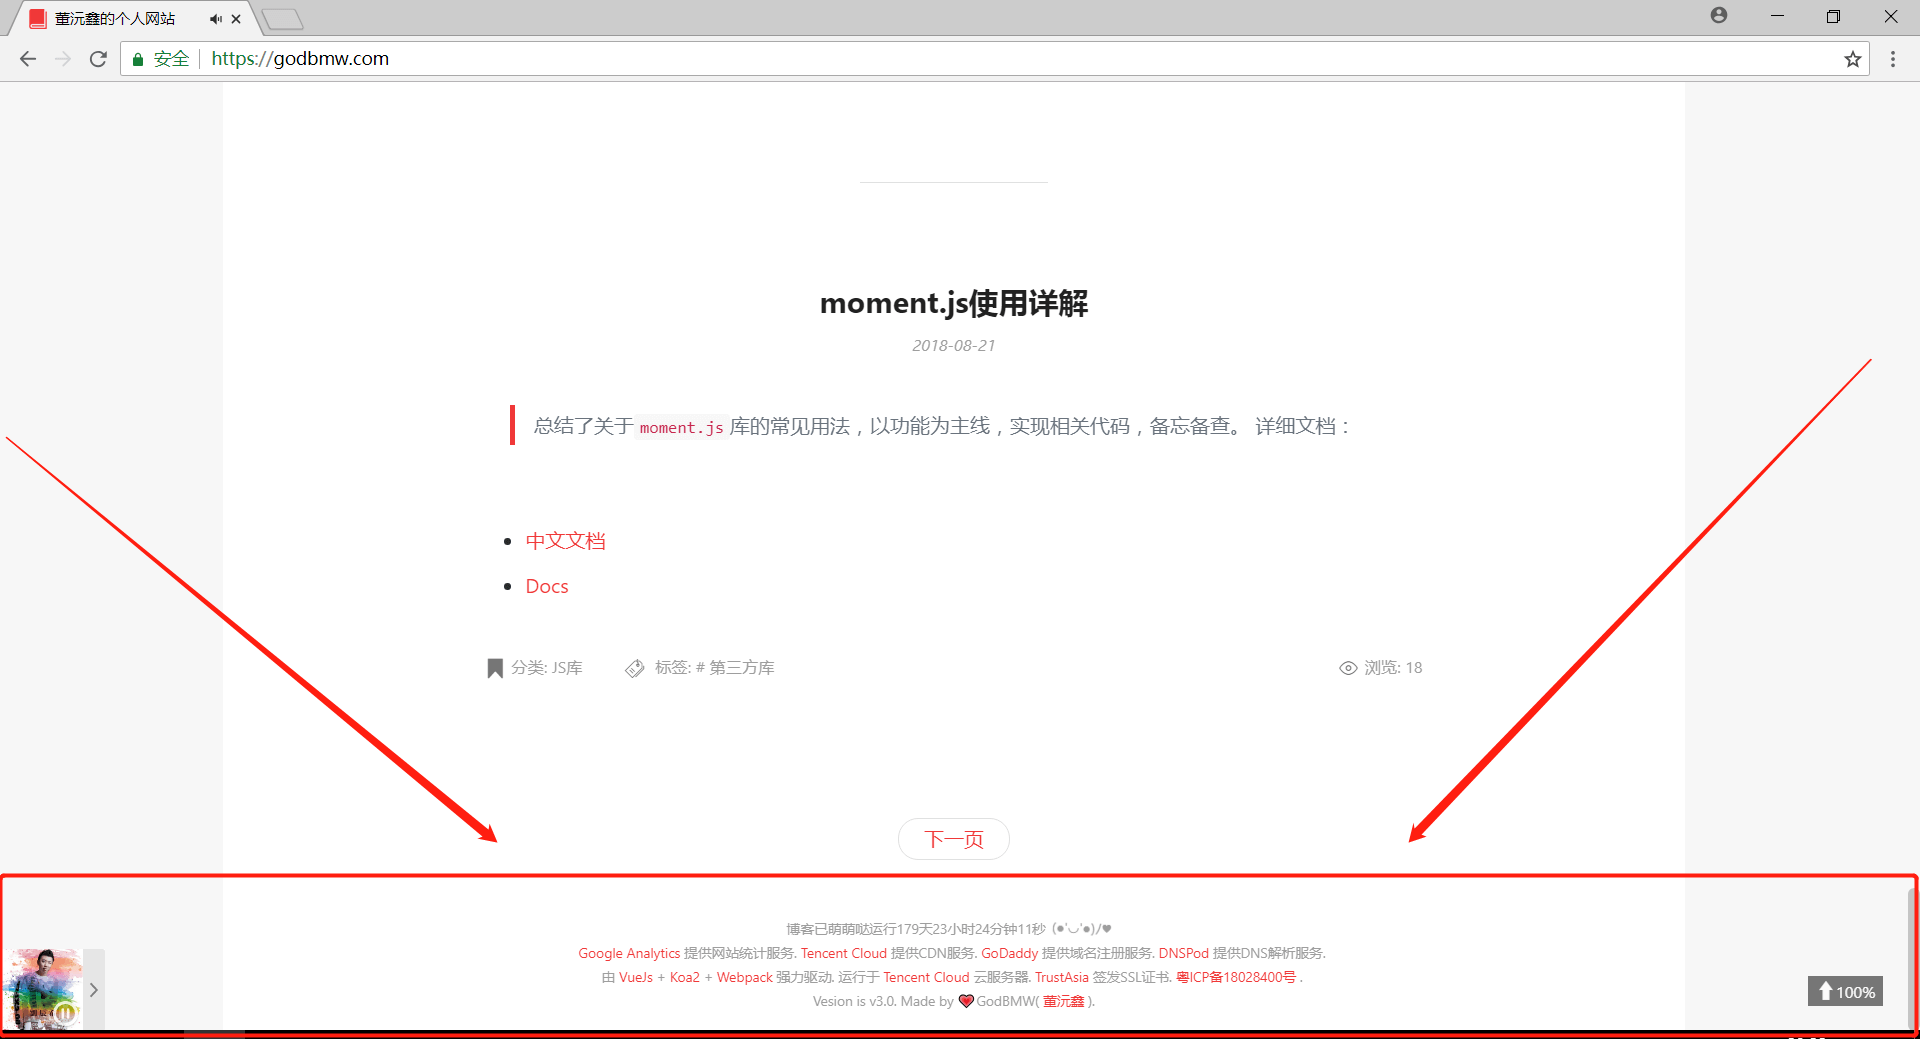 董沅鑫的个人网站
安全 https://godbmw.com
moment.js使用详解
2018-08-21
总结了关于 moment.js 库的常见用法，以功能为主线，实现相关代码，备忘备查。 详细文档：
中文文档
Docs
分类: JS库 标签: # 第三方库 浏览: 18
下一页
博客已萌萌哒运行179天23小时24分钟11秒 (●'◡'●)/♥
Google Analytics 提供网站统计服务. Tencent Cloud 提供CDN服务. GoDaddy 提供域名注册服务. DNSPod 提供DNS解析服务.
由 VueJs + Koa2 + Webpack 强力驱动. 运行于 Tencent Cloud 云服务器. TrustAsia 签发SSL证书. 粤ICP备18028400号 .
Vesion is v3.0. Made by ❤GodBMW( 董沅鑫 ).
100%